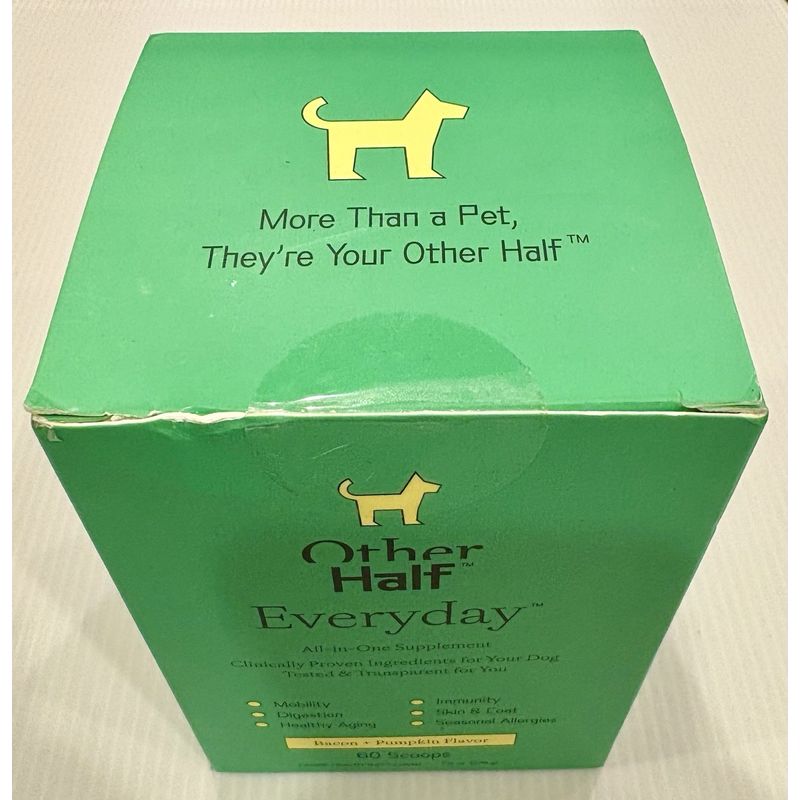 More Than a Pet,
They're Your Other Half™
Other
Half™
Everyday™
All-in-One Supplement
Clinically Proven Ingredients for Your Dog
Tested & Transparent for You
Mobility
Digestion
Healthy Aging
Immunity
Skin & Coat
Seasonal Allergies
Bacon + Pumpkin Flavor
60 Scoops